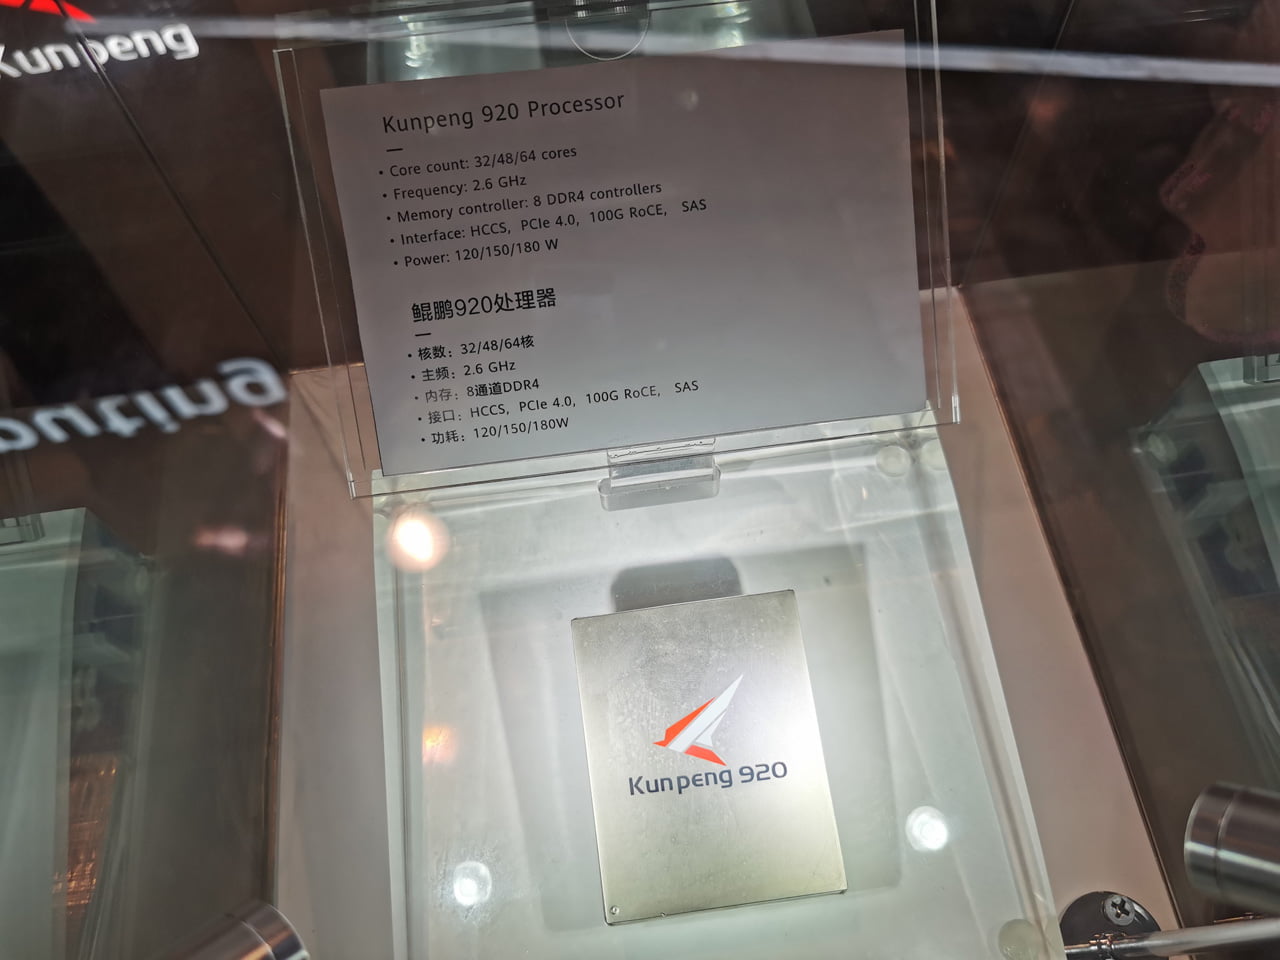 Kunpeng
Kunpeng 920 Processor
• Core count: 32/48/64 cores
• Frequency: 2.6 GHz
• Memory controller: 8 DDR4 controllers
• Interface: HCCS, PCIe 4.0, 100G RoCE, SAS
• Power: 120/150/180 W
鲲鹏920处理器
• 核数：32/48/64核
• 主频：2.6 GHz
• 内存：8通道DDR4
• 接口：HCCS，PCIe 4.0，100G RoCE， SAS
• 功耗：120/150/180W
Kunpeng 920